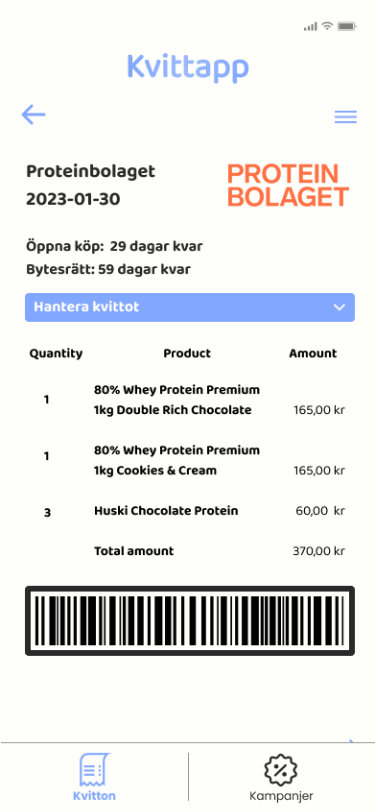 Kvittapp
Proteinbolaget
2023-01-30
PROTEIN
BOLAGET
Öppna köp: 29 dagar kvar
Bytesrätt: 59 dagar kvar
Hantera kvittot
Quantity Product Amount
1 80% Whey Protein Premium
1kg Double Rich Chocolate 165,00 kr
1 80% Whey Protein Premium
1kg Cookies & Cream 165,00 kr
3 Huski Chocolate Protein 60,00 kr
Total amount 370,00 kr
Kvitton Kampanjer